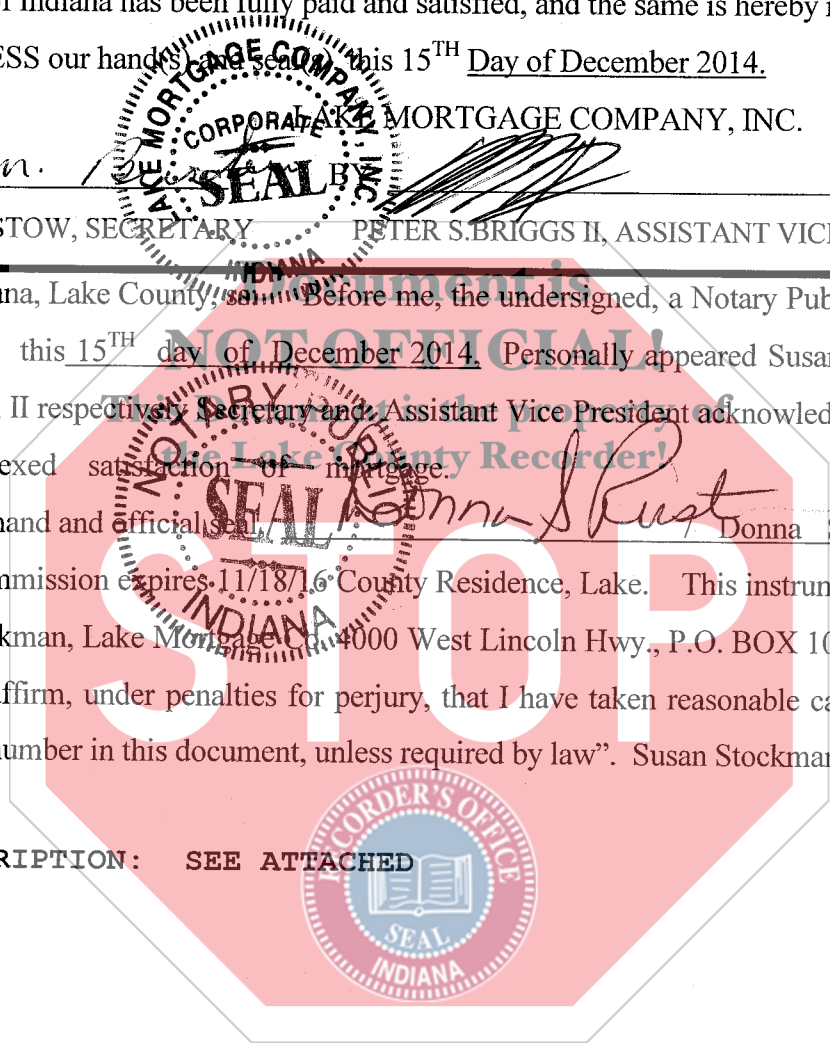 of Indiana has been fully paid and satisfied, and the same is hereby
ESS our hand(s) and seal(s), this 15TH Day of December 2014.
LAKE MORTGAGE COMPANY, INC.
LAKE MORTGAGE COMPANY, INC.
CORPORATE
SEAL
INDIANA
BY
STOW, SECRETARY PETER S.BRIGGS II, ASSISTANT VICE
Document is
ana, Lake County, ss: Before me, the undersigned, a Notary Pub
NOT OFFICIAL!
this 15TH day of December 2014, Personally appeared Susan
This Document is the property of
II respectively Secretary and Assistant Vice President acknowled
the Lake County Recorder!
exed satisfaction of mortgage.
NOTARY PUBLIC
SEAL
INDIANA
Donna S Rust
hand and official seal, Donna S
mmission expires 11/18/16 County Residence, Lake. This instrum
STOP
kman, Lake Mortgage Co. 4000 West Lincoln Hwy., P.O. BOX 10
affirm, under penalties for perjury, that I have taken reasonable ca
number in this document, unless required by law”. Susan Stockman
RIPTION: SEE ATTACHED
RECORDER'S OFFICE
SEAL
INDIANA